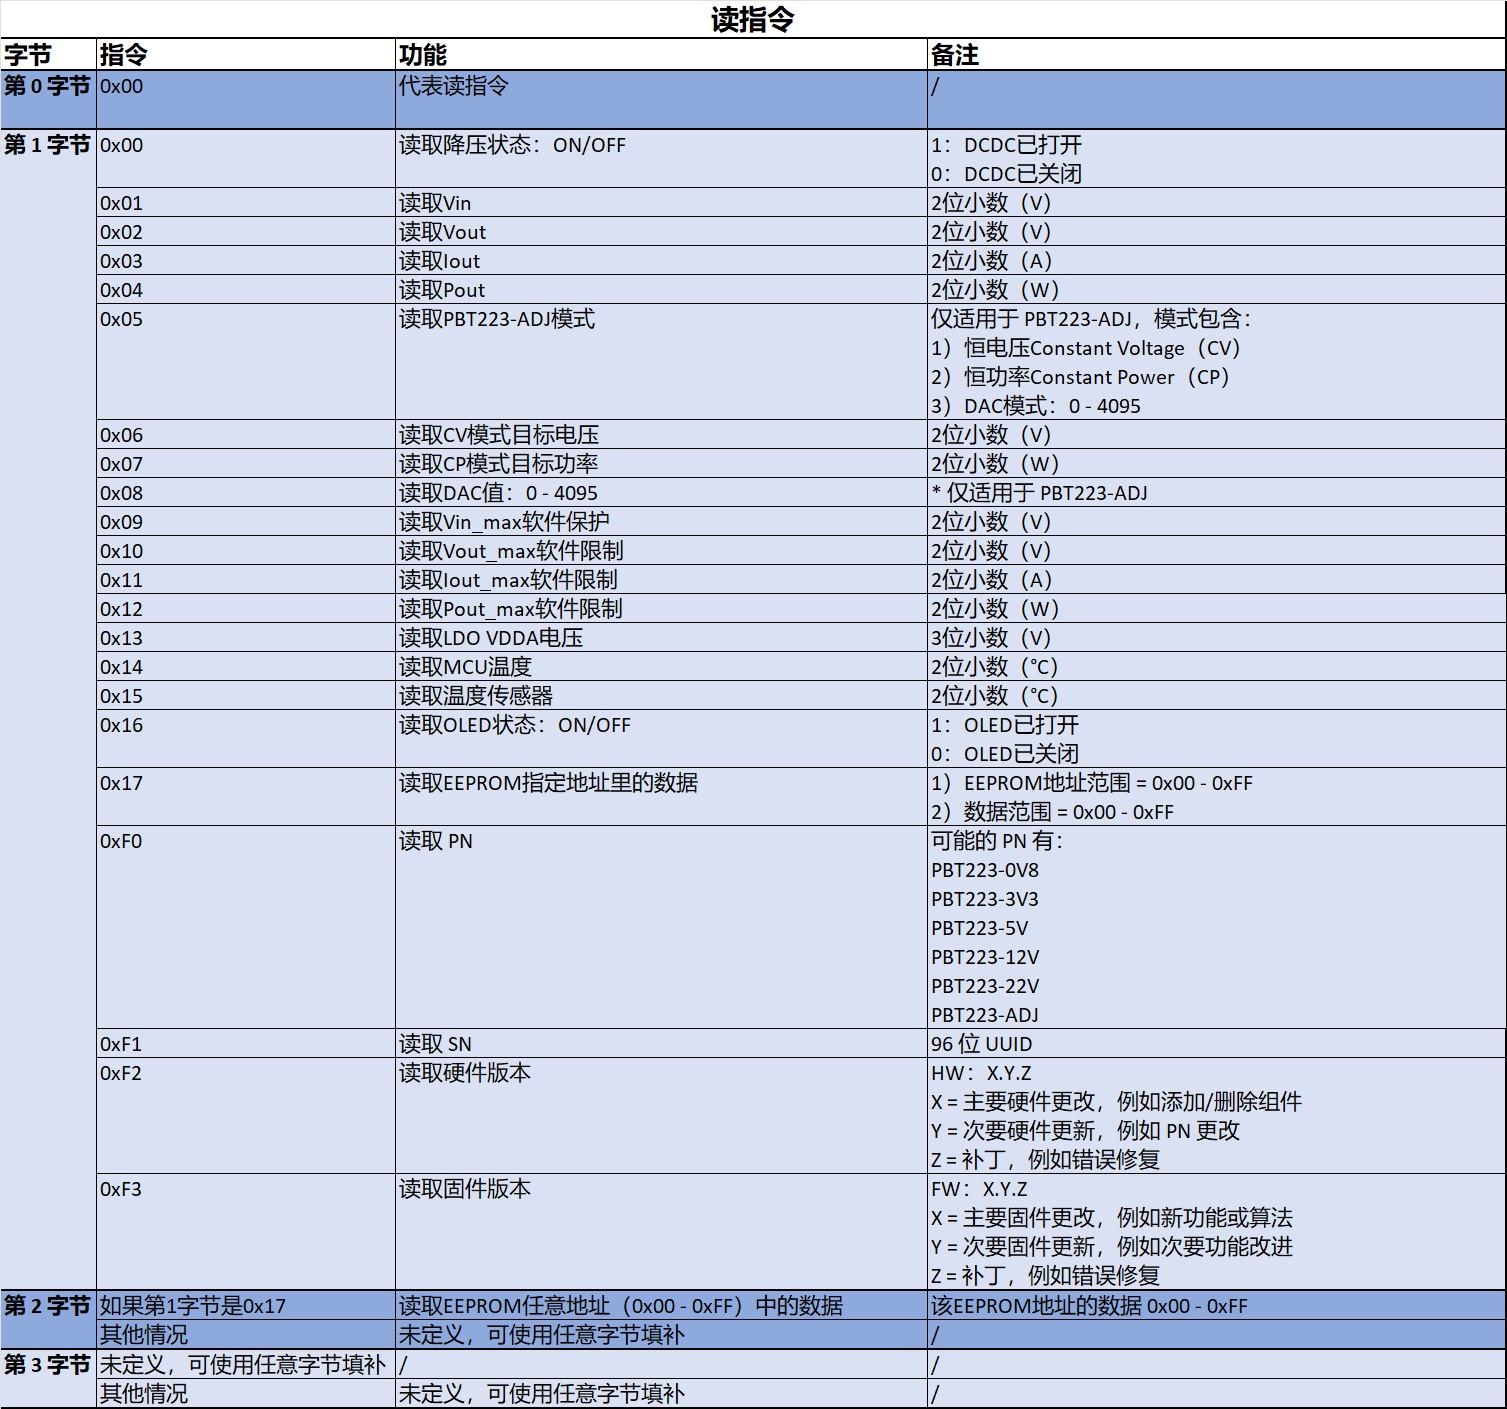 读指令
字节 指令 功能 备注
第 0 字节 0x00 代表读指令 /
第 1 字节 0x00 读取降压状态：ON/OFF 1：DCDC已打开
0：DCDC已关闭
0x01 读取Vin 2位小数（V）
0x02 读取Vout 2位小数（V）
0x03 读取Iout 2位小数（A）
0x04 读取Pout 2位小数（W）
0x05 读取PBT223-ADJ模式 仅适用于 PBT223-ADJ，模式包含：
1）恒电压Constant Voltage（CV）
2）恒功率Constant Power（CP）
3）DAC模式：0 - 4095
0x06 读取CV模式目标电压 2位小数（V）
0x07 读取CP模式目标功率 2位小数（W）
0x08 读取DAC值：0 - 4095 * 仅适用于 PBT223-ADJ
0x09 读取Vin_max软件保护 2位小数（V）
0x10 读取Vout_max软件限制 2位小数（V）
0x11 读取Iout_max软件限制 2位小数（A）
0x12 读取Pout_max软件限制 2位小数（W）
0x13 读取LDO VDDA电压 3位小数（V）
0x14 读取MCU温度 2位小数（℃）
0x15 读取温度传感器 2位小数（℃）
0x16 读取OLED状态：ON/OFF 1：OLED已打开
0：OLED已关闭
0x17 读取EEPROM指定地址里的数据 1）EEPROM地址范围 = 0x00 - 0xFF
2）数据范围 = 0x00 - 0xFF
0xF0 读取 PN 可能的 PN 有：
PBT223-0V8
PBT223-3V3
PBT223-5V
PBT223-12V
PBT223-22V
PBT223-ADJ
0xF1 读取 SN 96 位 UUID
0xF2 读取硬件版本 HW：X.Y.Z
X = 主要硬件更改，例如添加/删除组件
Y = 次要硬件更新，例如 PN 更改
Z = 补丁，例如错误修复
0xF3 读取固件版本 FW：X.Y.Z
X = 主要固件更改，例如新功能或算法
Y = 次要固件更新，例如次要功能改进
Z = 补丁，例如错误修复
第 2 字节 如果第1字节是0x17 读取EEPROM任意地址（0x00 - 0xFF）中的数据 该EEPROM地址的数据 0x00 - 0xFF
其他情况 未定义，可使用任意字节填补 /
第 3 字节 未定义，可使用任意字节填补 / /
其他情况 未定义，可使用任意字节填补 /